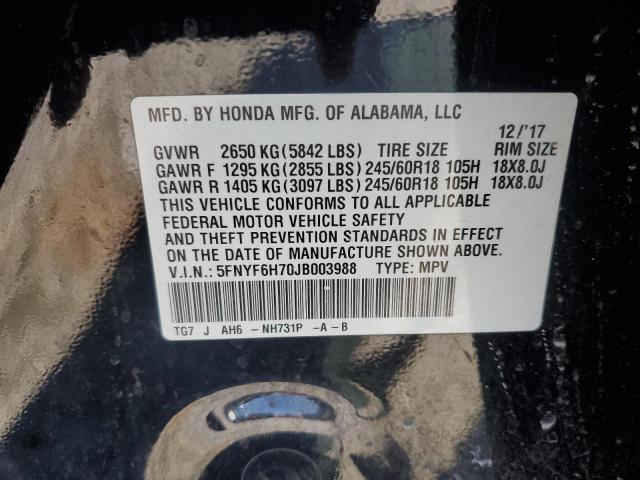 MFD. BY HONDA MFG. OF ALABAMA, LLC
12/'17
GVWR 2650 KG(5842 LBS) TIRE SIZE RIM SIZE
GAWR F 1295 KG(2855 LBS) 245/60R18 105H 18X8.0J
GAWR R 1405 KG(3097 LBS) 245/60R18 105H 18X8.0J
THIS VEHICLE CONFORMS TO ALL APPLICABLE
FEDERAL MOTOR VEHICLE SAFETY
AND THEFT PREVENTION STANDARDS IN EFFECT
ON THE DATE OF MANUFACTURE SHOWN ABOVE.
V.I.N.: 5FNYF6H70JB003988 TYPE: MPV
TG7 J AH6 -NH731P -A-B